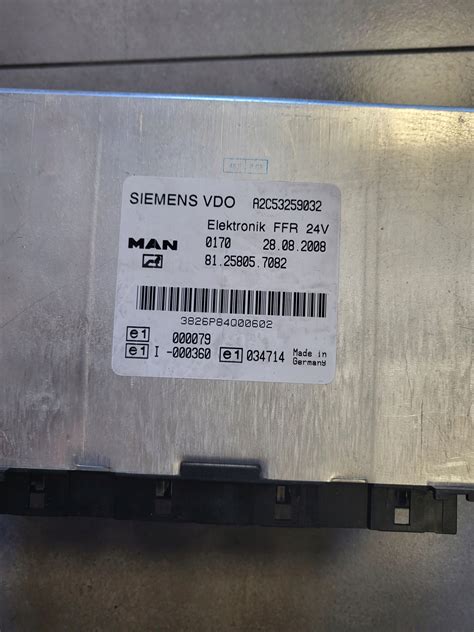 SIEMENS VDO A2C53259032
Elektronik FFR 24V
MAN 0170 28.08.2008
81.25805.7082
3826P84Q00602
e1 000079
e1 I -000360 e1 034714 Made in
Germany